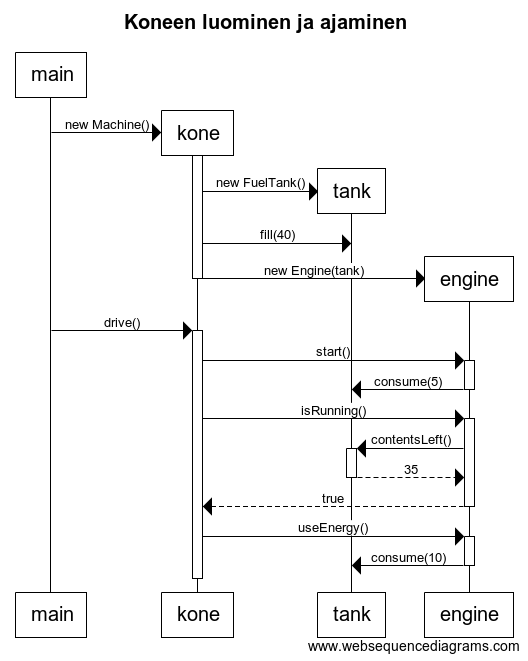 Koneen luominen ja ajaminen
main
new Machine()
kone
new FuelTank()
tank
fill(40)
new Engine(tank)
engine
drive()
start()
consume(5)
isRunning()
contentsLeft()
35
true
useEnergy()
consume(10)
main
kone
tank
engine
www.websequencediagrams.com